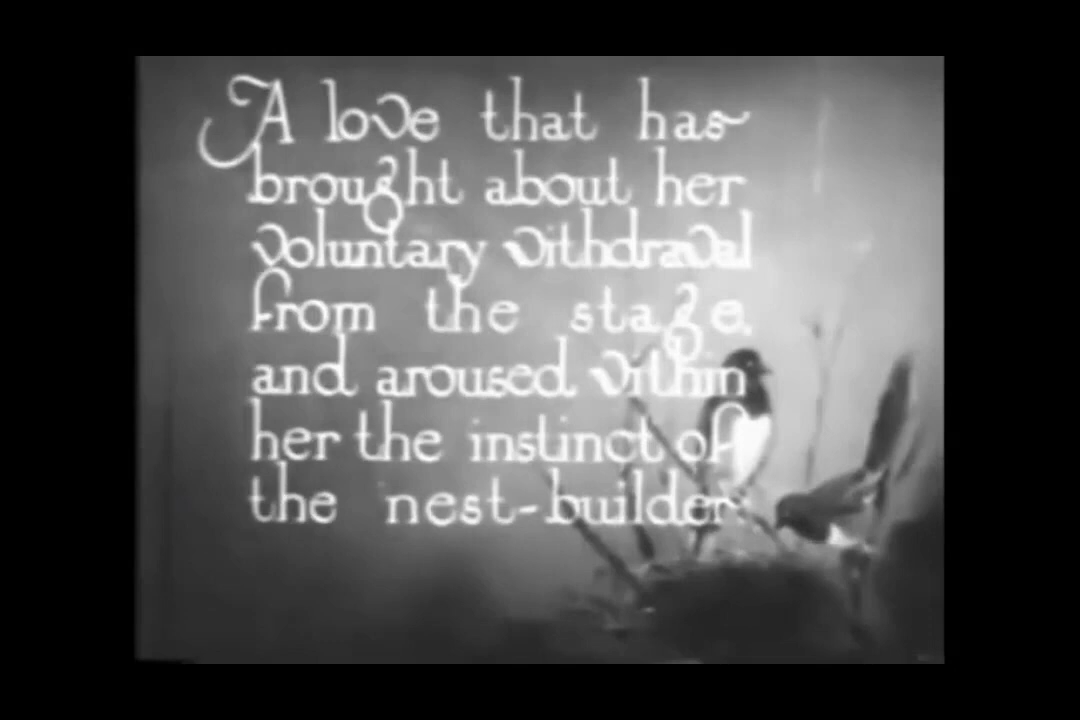 A love that has
brought about her
voluntary withdrawal
from the stage,
and aroused within
her the instinct of
the nest-builder.